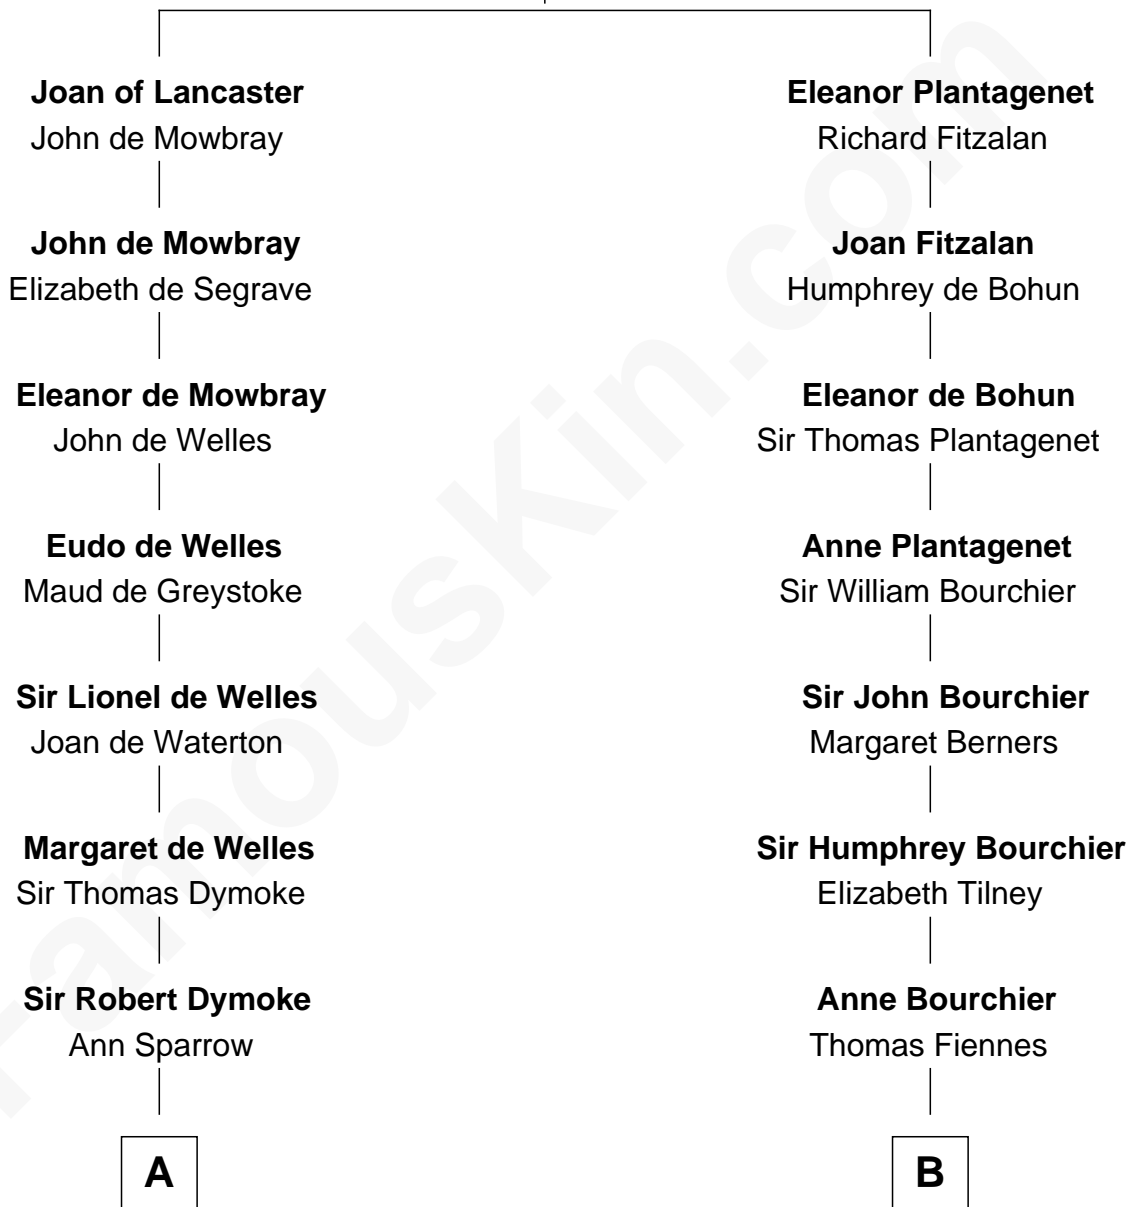 Joan of Lancaster
John de Mowbray
Eleanor Plantagenet
Richard Fitzalan
John de Mowbray
Elizabeth de Segrave
Joan Fitzalan
Humphrey de Bohun
Eleanor de Mowbray
John de Welles
Eleanor de Bohun
Sir Thomas Plantagenet
Eudo de Welles
Maud de Greystoke
Anne Plantagenet
Sir William Bourchier
Sir Lionel de Welles
Joan de Waterton
Sir John Bourchier
Margaret Berners
Margaret de Welles
Sir Thomas Dymoke
Sir Humphrey Bourchier
Elizabeth Tilney
Sir Robert Dymoke
Ann Sparrow
Anne Bourchier
Thomas Fiennes
A
B
FamousKin.com